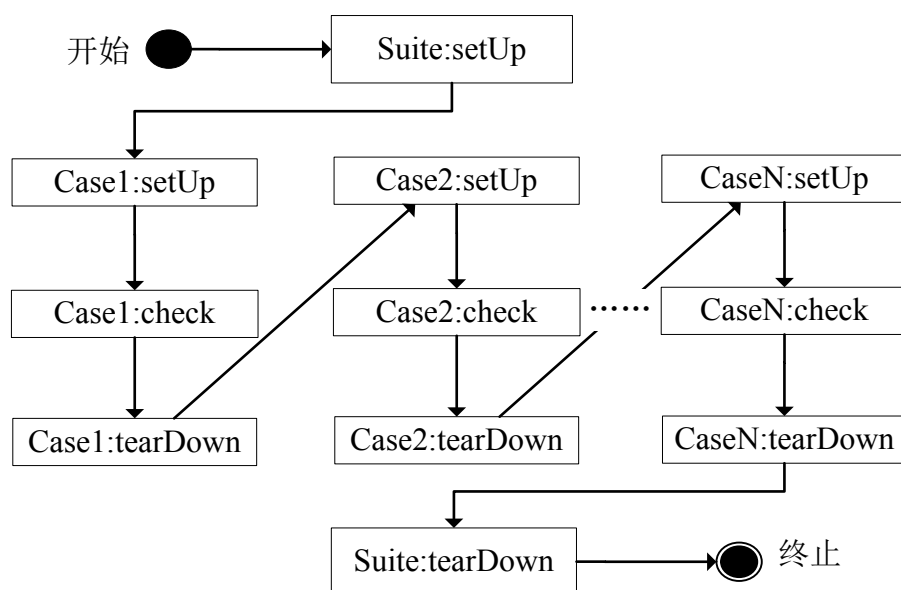 开始
Suite:setUp
Case1:setUp
Case2:setUp
CaseN:setUp
Case1:check
Case2:check
……
CaseN:check
Case1:tearDown
Case2:tearDown
CaseN:tearDown
Suite:tearDown
终止